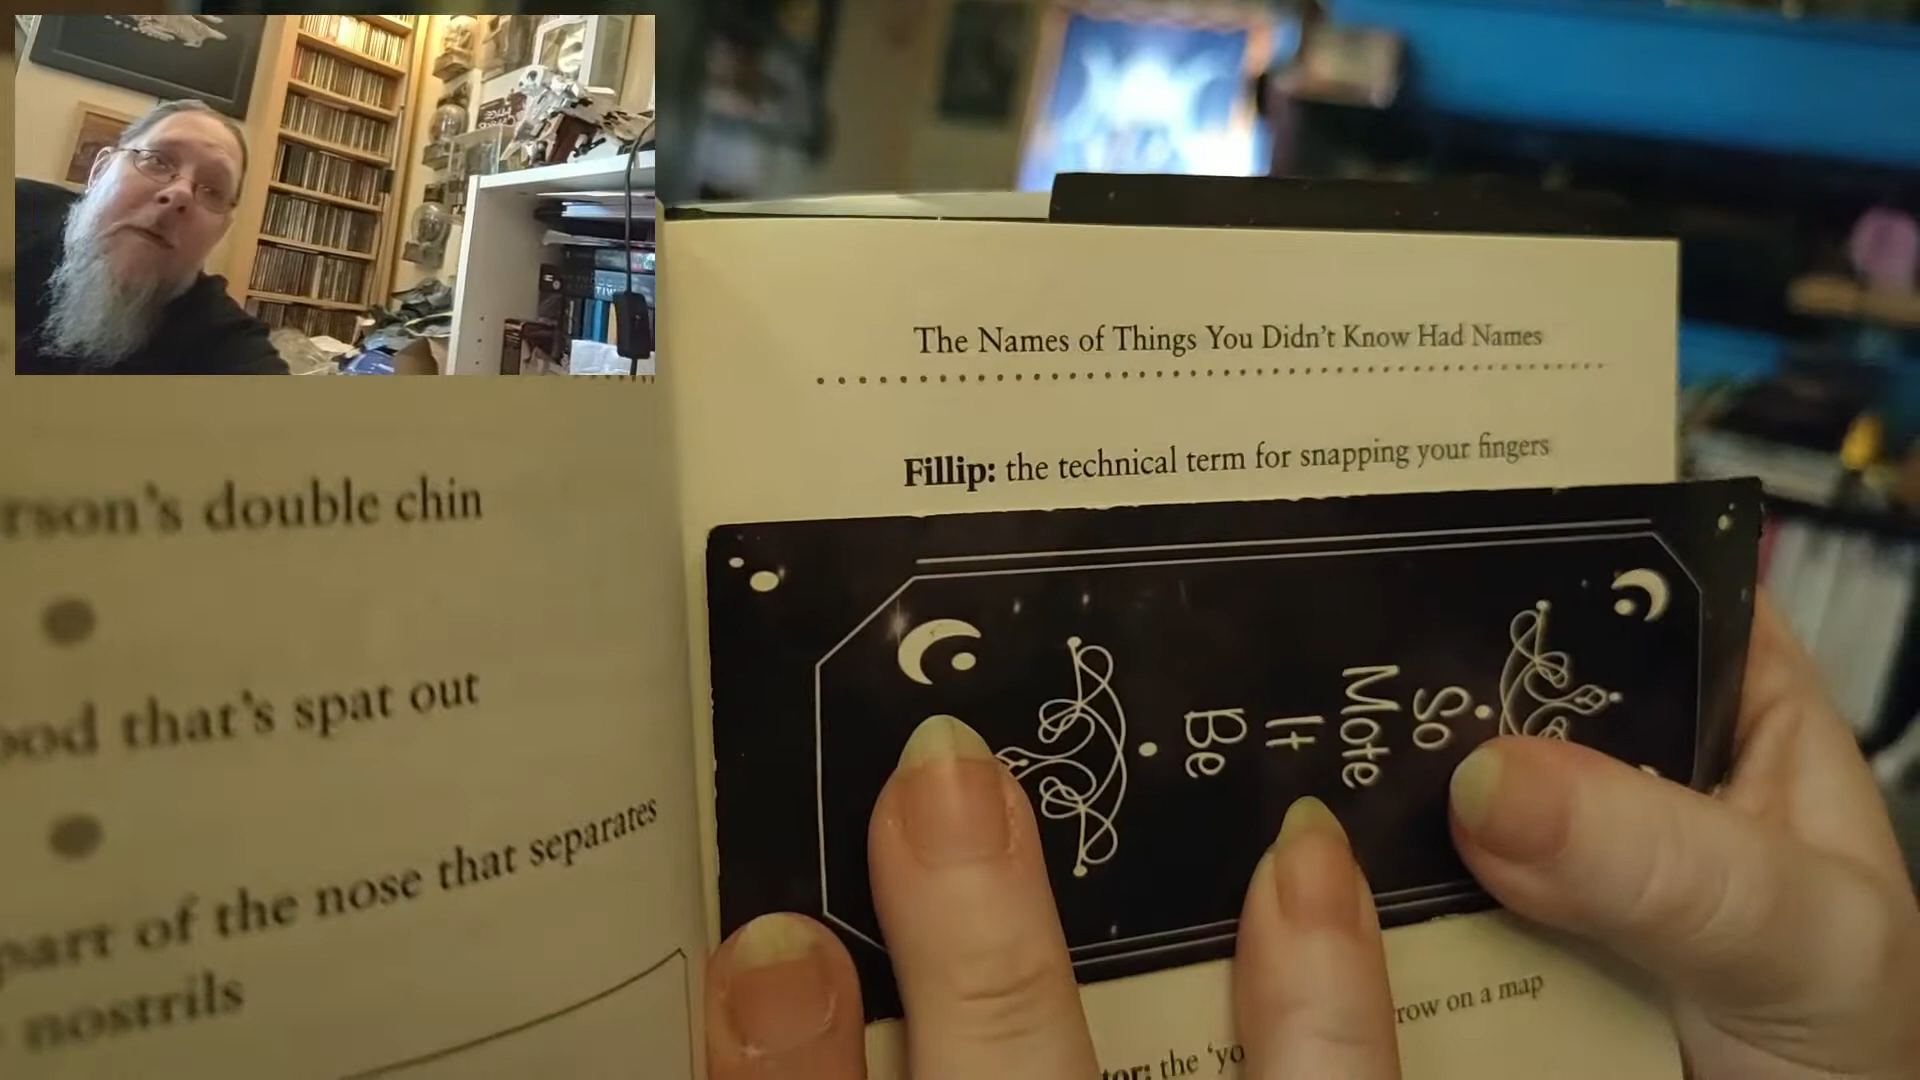 rson's double chin
ood that's spat out
part of the nose that separates
nostrils
The Names of Things You Didn't Know Had Names
Fillip: the technical term for snapping your fingers
So
Mote
It
Be
row on a map
tor: the 'yo